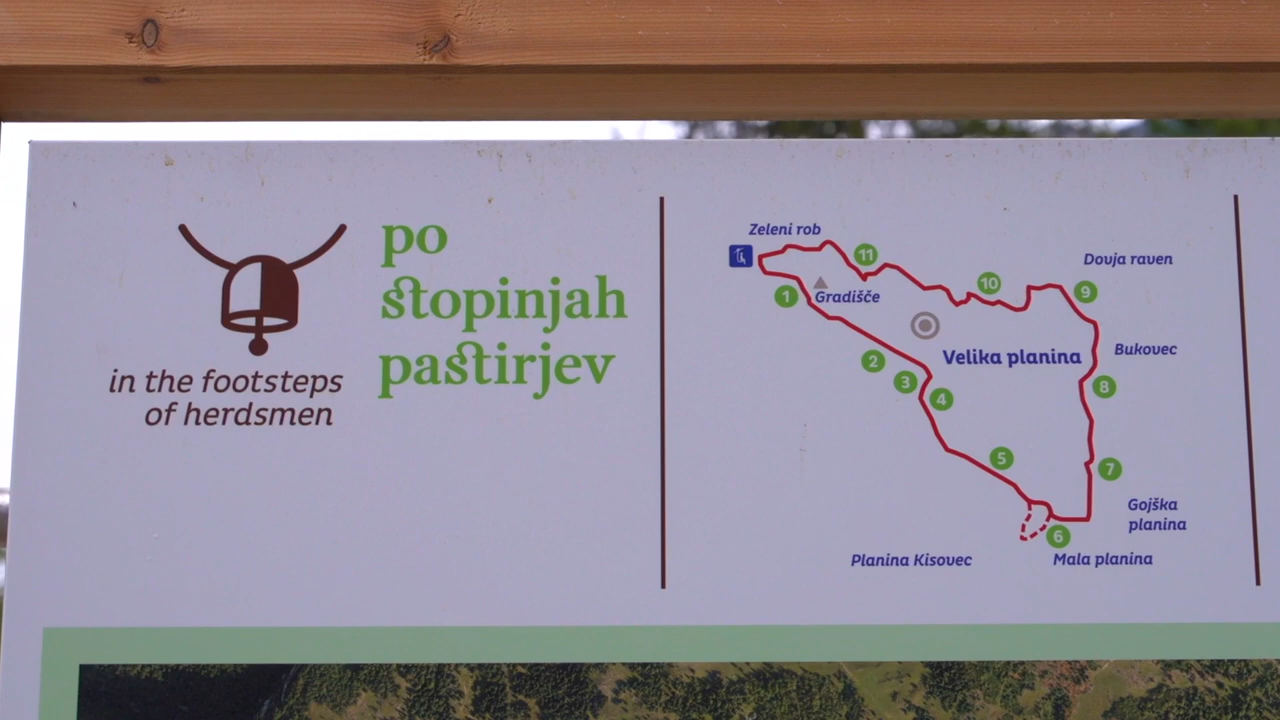 po
stopinjah
pastirjev
in the footsteps
of herdsmen
Zeleni rob
11
Dovja raven
10
9
1
Gradišče
Velika planina
Bukovec
2
3
4
8
5
7
Gojška
planina
6
Planina Kisovec
Mala planina